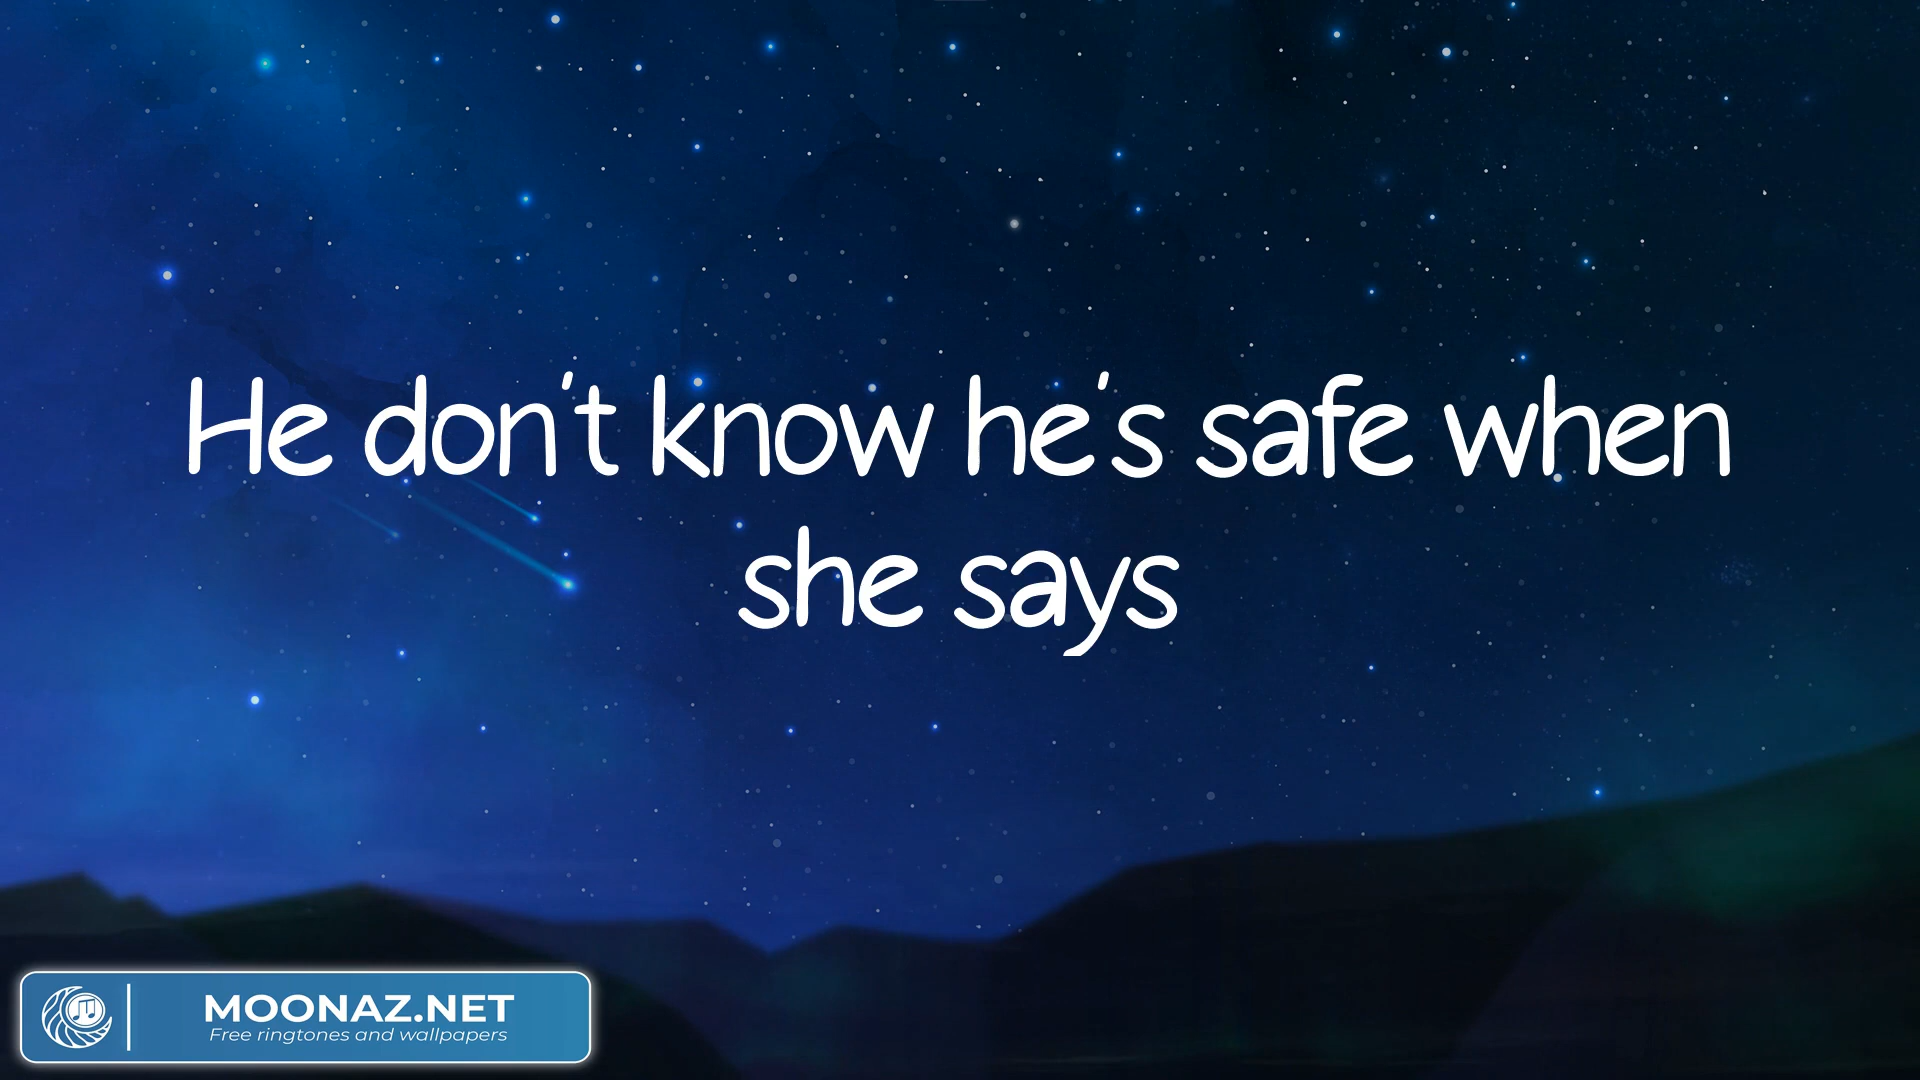 He don't know he's safe when
she says
MOONAZ.NET
Free ringtones and wallpapers